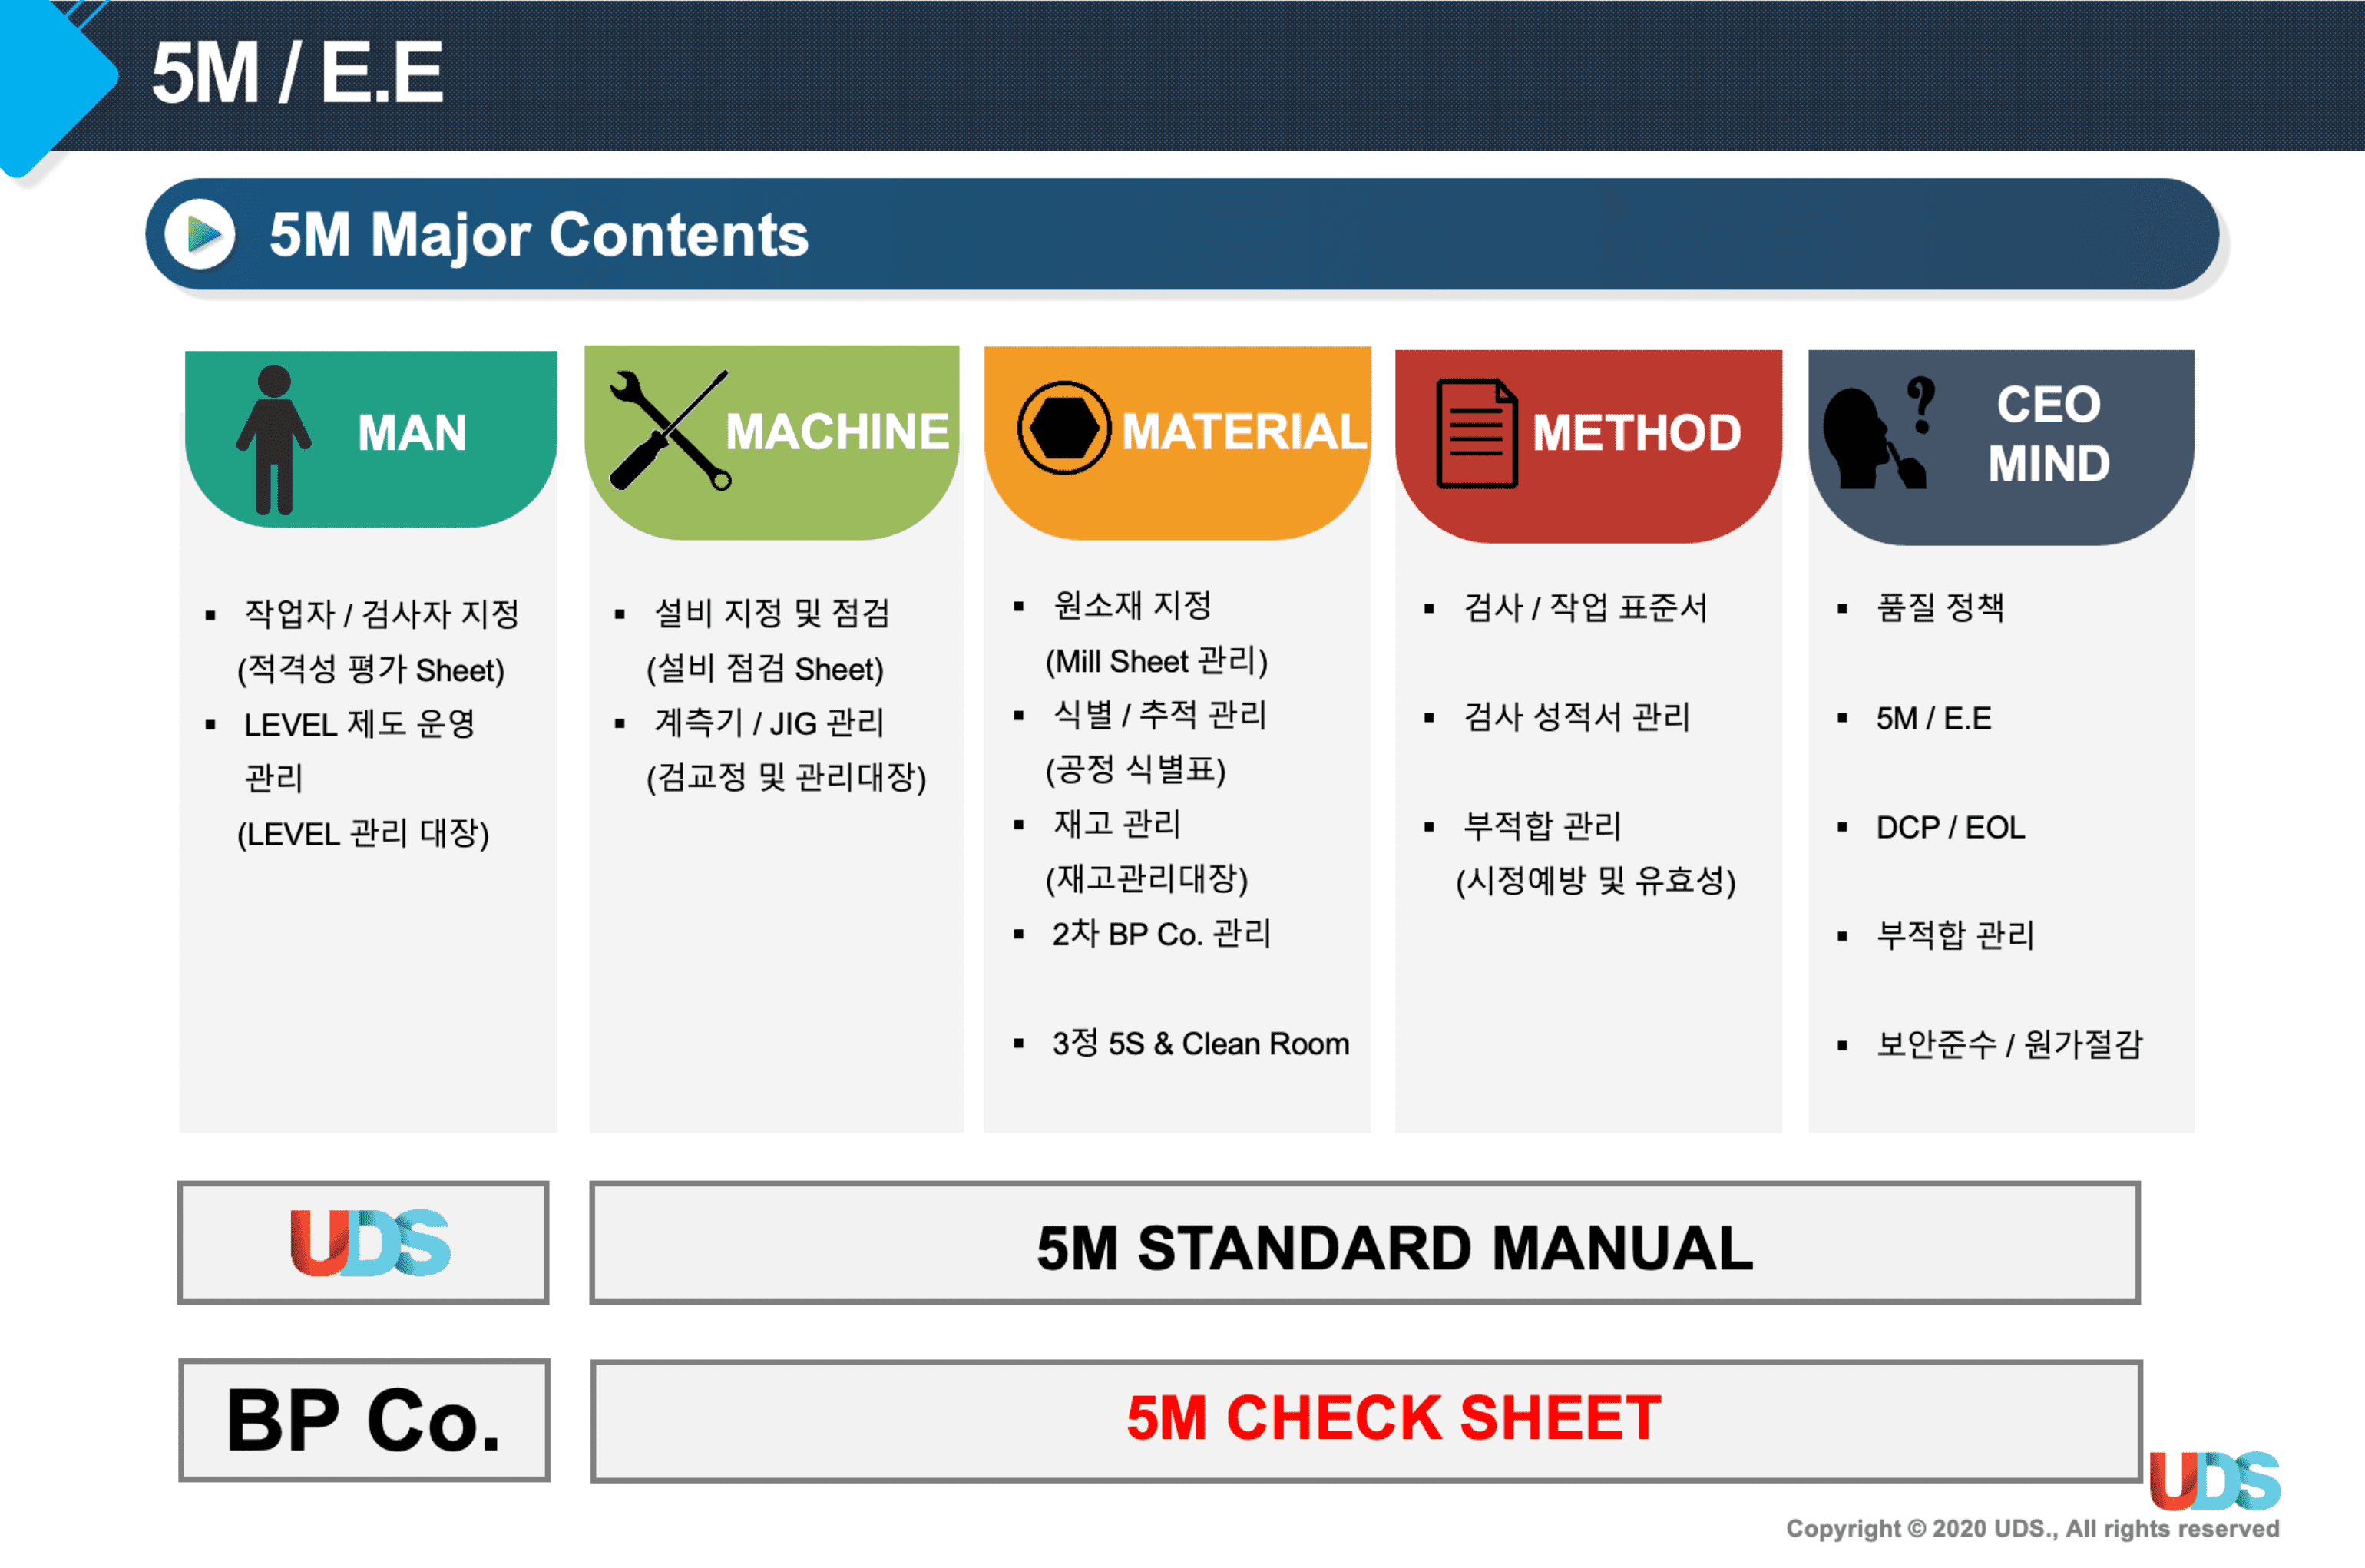 5M / E.E
5M Major Contents
MAN
▪ 작업자 / 검사자 지정
(적격성 평가 Sheet)
▪ LEVEL 제도 운영
관리
(LEVEL 관리 대장)
MACHINE
▪ 설비 지정 및 점검
(설비 점검 Sheet)
▪ 계측기 / JIG 관리
(검교정 및 관리대장)
MATERIAL
▪ 원소재 지정
(Mill Sheet 관리)
▪ 식별 / 추적 관리
(공정 식별표)
▪ 재고 관리
(재고관리대장)
▪ 2차 BP Co. 관리
▪ 3정 5S & Clean Room
METHOD
▪ 검사 / 작업 표준서
▪ 검사 성적서 관리
▪ 부적합 관리
(시정예방 및 유효성)
CEO
MIND
▪ 품질 정책
▪ 5M / E.E
▪ DCP / EOL
▪ 부적합 관리
▪ 보안준수 / 원가절감
UDS
5M STANDARD MANUAL
BP Co.
5M CHECK SHEET
UDS
Copyright © 2020 UDS., All rights reserved